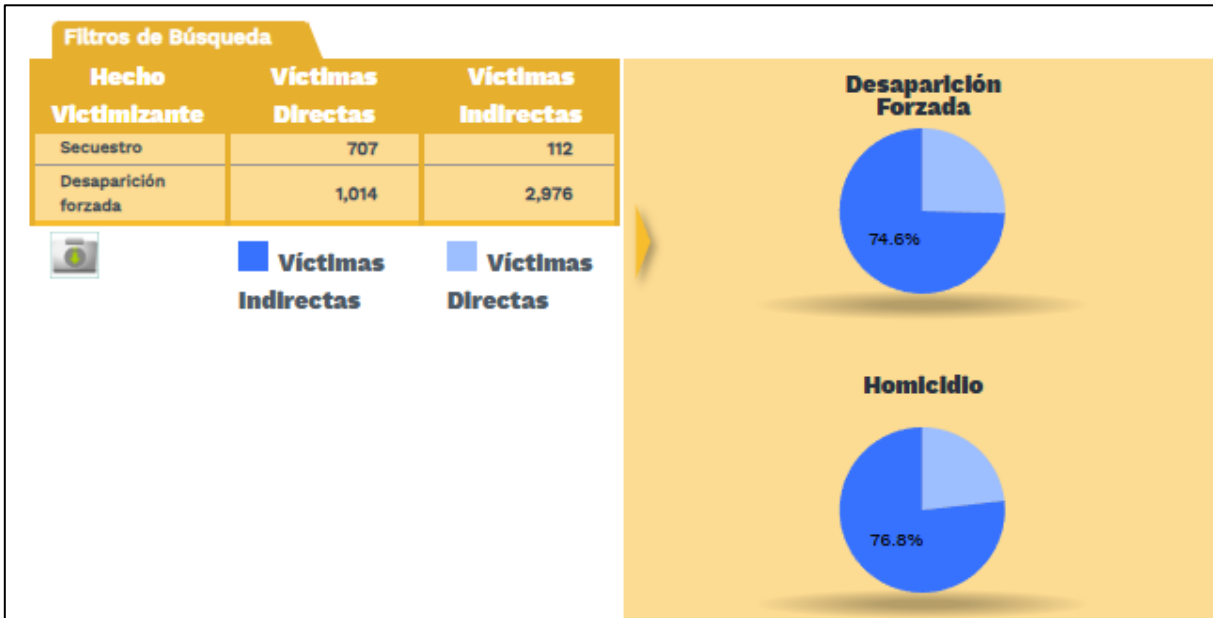 Filtros de Búsqueda
Hecho Victimizante
Víctimas Directas
Víctimas Indirectas
Secuestro 707 112
Desaparición forzada 1,014 2,976
Víctimas Indirectas
Víctimas Directas
Desaparición
Forzada
74.6%
Homicidio
76.8%